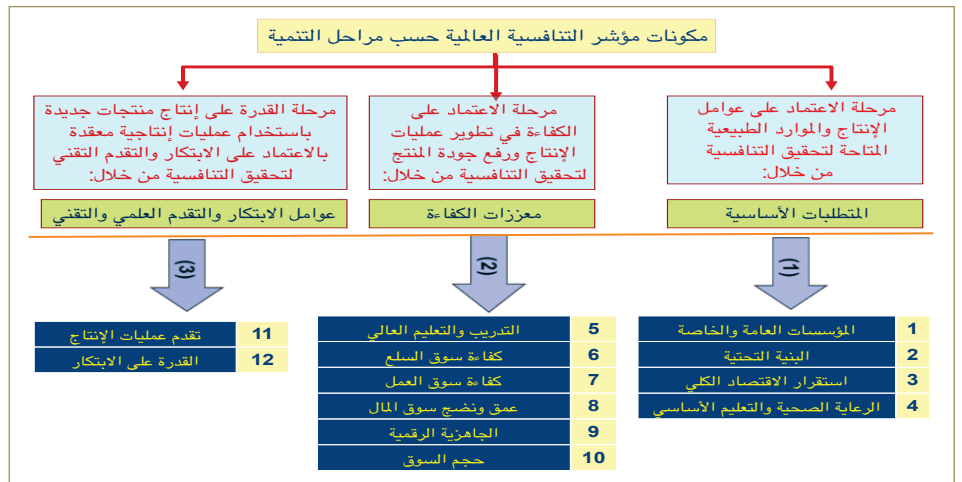 مكونات مؤشر التنافسية العالمية حسب مراحل التنمية
مرحلة الاعتماد على عوامل
الإنتاج والموارد الطبيعية
المتاحة لتحقيق التنافسية
من خلال:
مرحلة الاعتماد على
الكفاءة في تطوير عمليات
الإنتاج ورفع جودة المنتج
لتحقيق التنافسية من خلال:
مرحلة القدرة على إنتاج منتجات جديدة
باستخدام عمليات إنتاجية معقدة
بالاعتماد على الابتكار والتقدم التقني
لتحقيق التنافسية من خلال:
المتطلبات الأساسية
معززات الكفاءة
عوامل الابتكار والتقدم العلمي والتقني
(1)
(2)
(3)
1 المؤسسات العامة والخاصة
2 البنية التحتية
3 استقرار الاقتصاد الكلي
4 الرعاية الصحية والتعليم الأساسي
5 التدريب والتعليم العالي
6 كفاءة سوق السلع
7 كفاءة سوق العمل
8 عمق ونضج سوق المال
9 الجاهزية الرقمية
10 حجم السوق
11 تقدم عمليات الإنتاج
12 القدرة على الابتكار